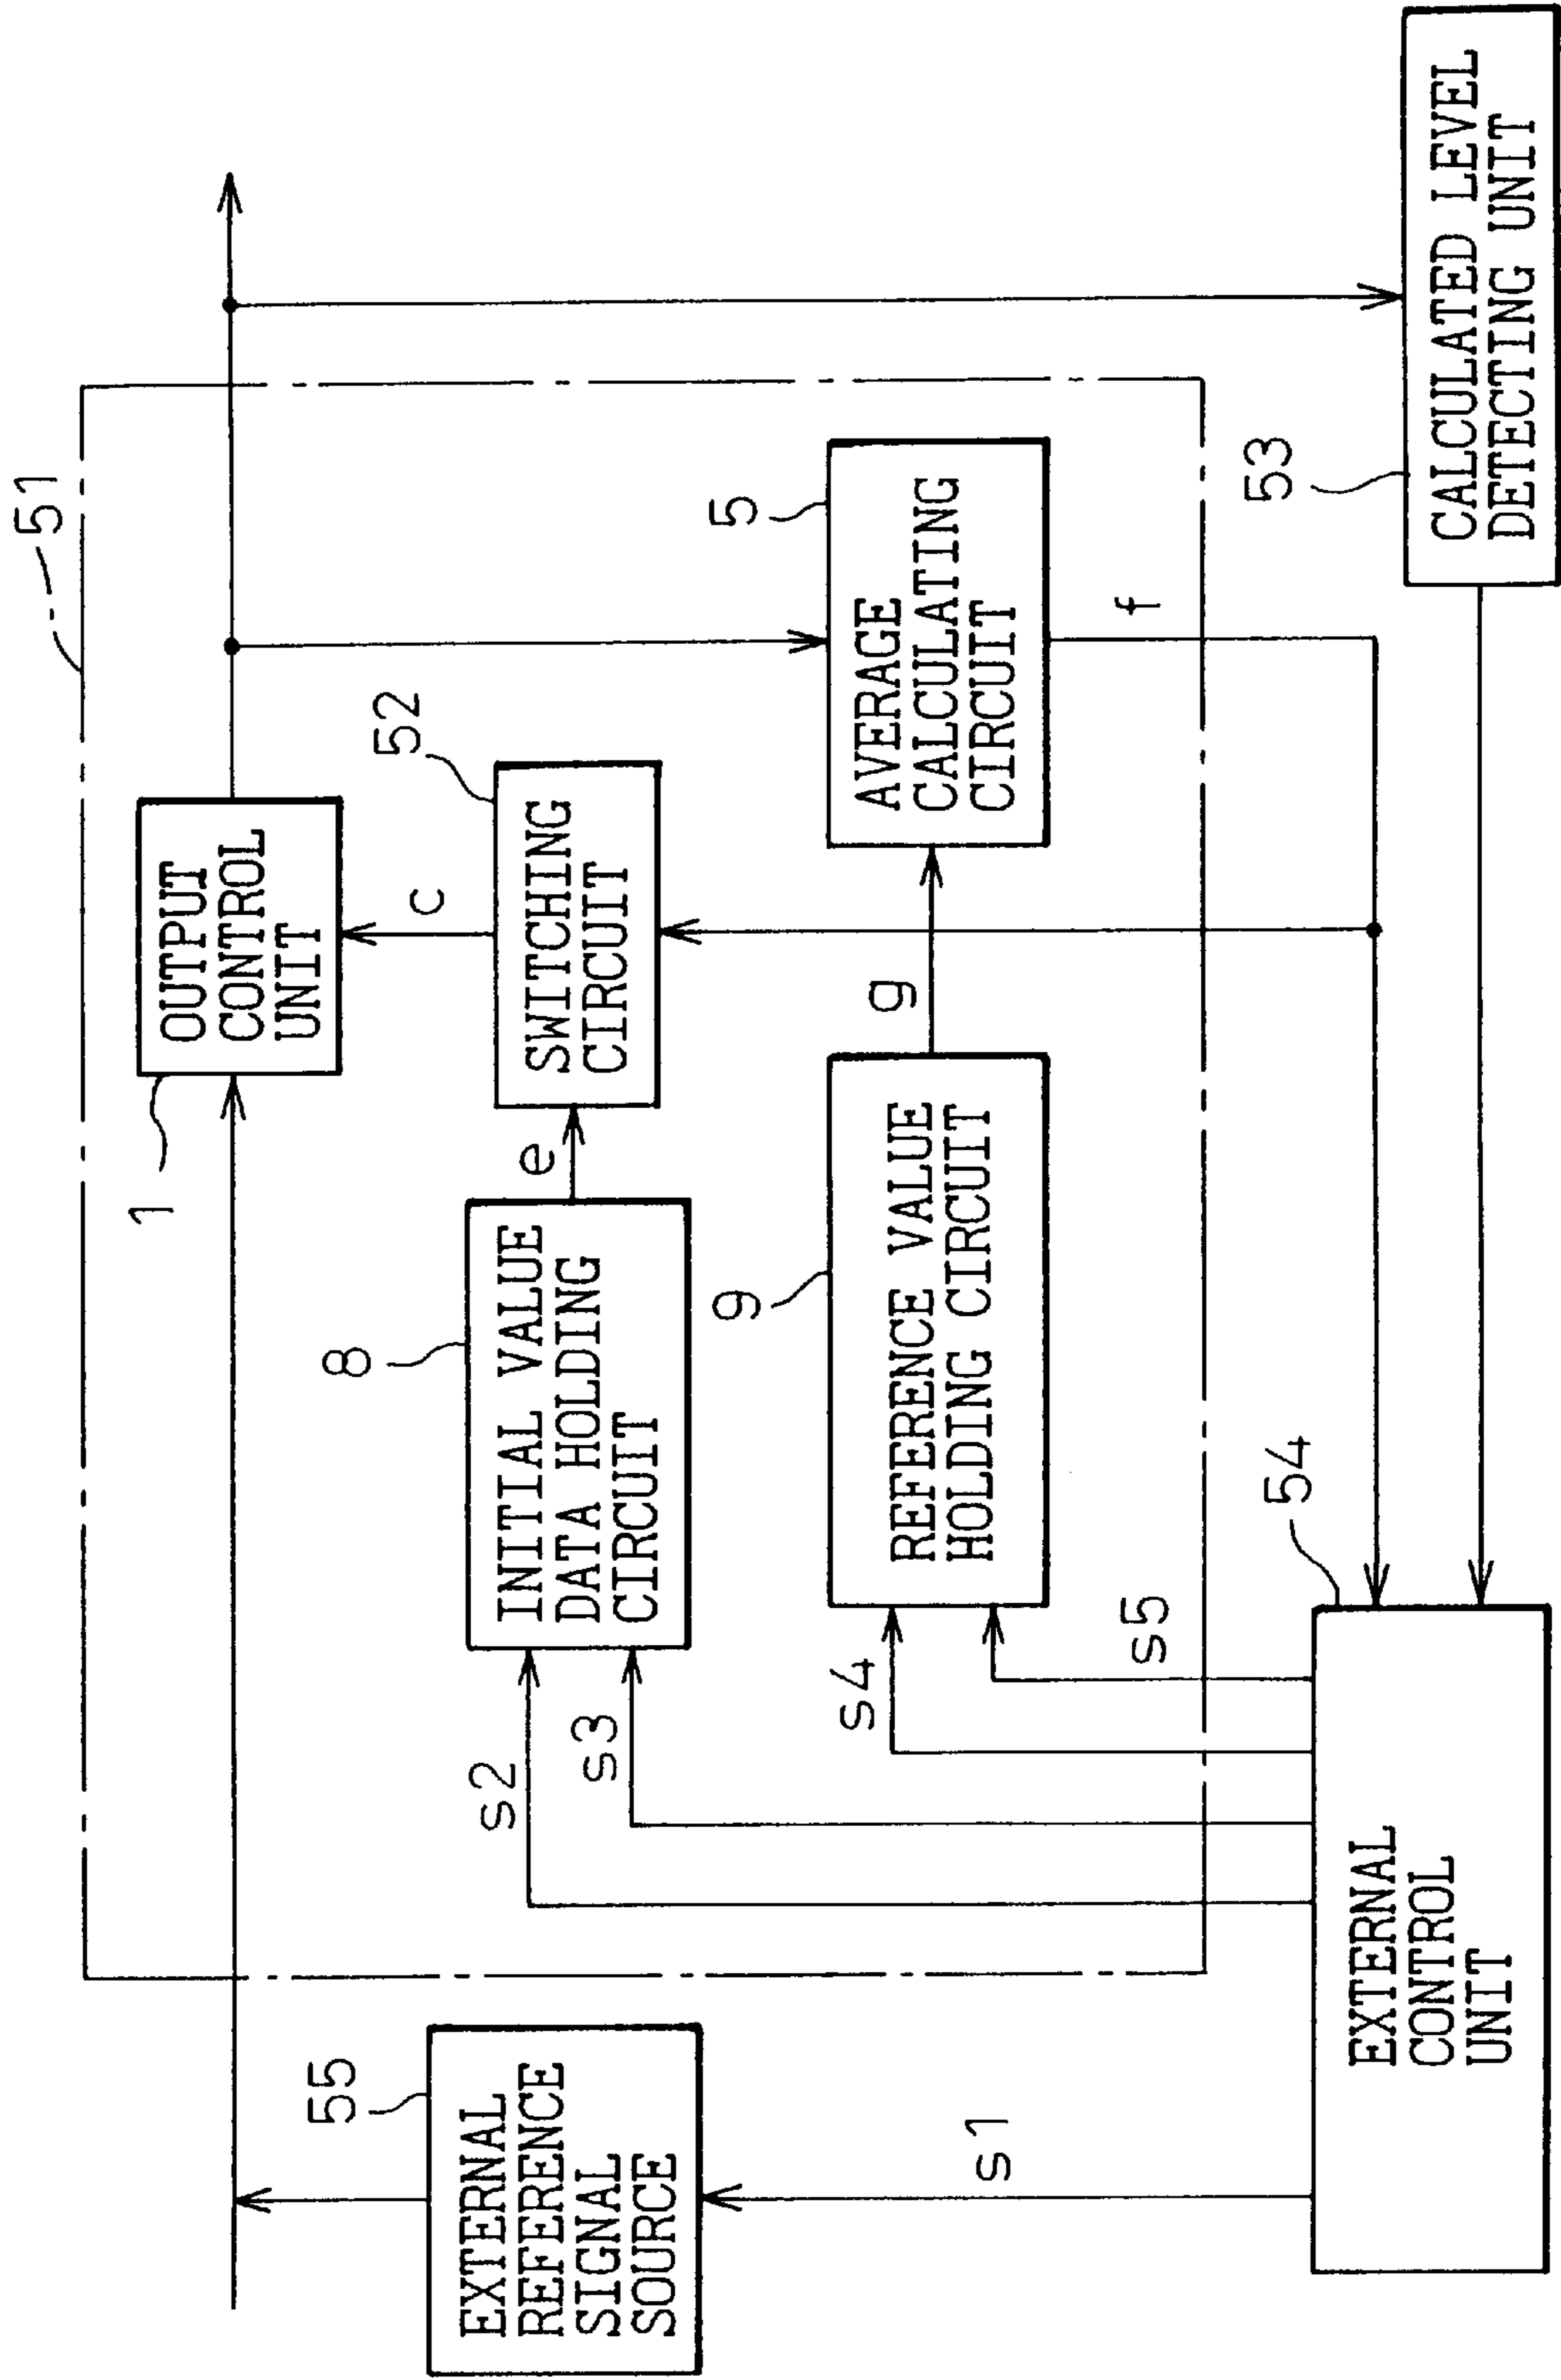 51
1
OUTPUT
CONTROL
UNIT
c
52
SWITCHING
CIRCUIT
e
8
INITIAL VALUE
DATA HOLDING
CIRCUIT
s2
s3
55
EXTERNAL
REFERENCE
SIGNAL
SOURCE
s1
5
AVERAGE
CALCULATING
CIRCUIT
f
g
9
REFERENCE VALUE
HOLDING CIRCUIT
s4
s5
54
EXTERNAL
CONTROL
UNIT
53
CALCULATED LEVEL
DETECTING UNIT